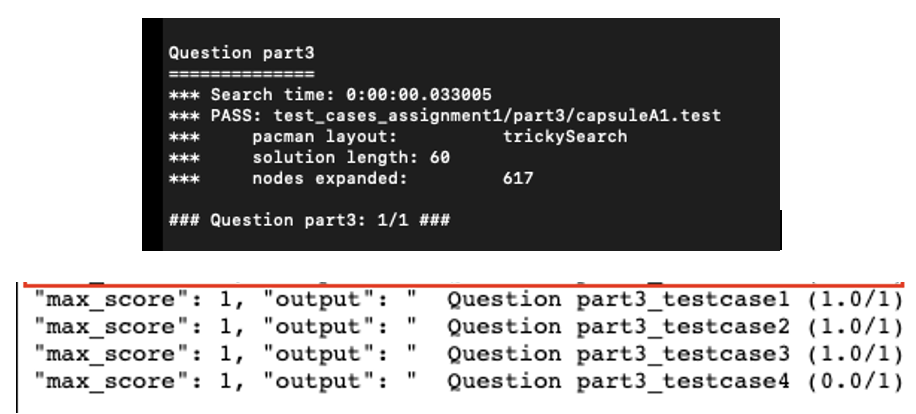 Question part3
==============
*** Search time: 0:00:00.033005
*** PASS: test_cases_assignment1/part3/capsuleA1.test
***     pacman layout:          trickySearch
***     solution length: 60
***     nodes expanded:         617
### Question part3: 1/1 ###
"max_score": 1, "output": "  Question part3_testcase1 (1.0/1)
"max_score": 1, "output": "  Question part3_testcase2 (1.0/1)
"max_score": 1, "output": "  Question part3_testcase3 (1.0/1)
"max_score": 1, "output": "  Question part3_testcase4 (0.0/1)